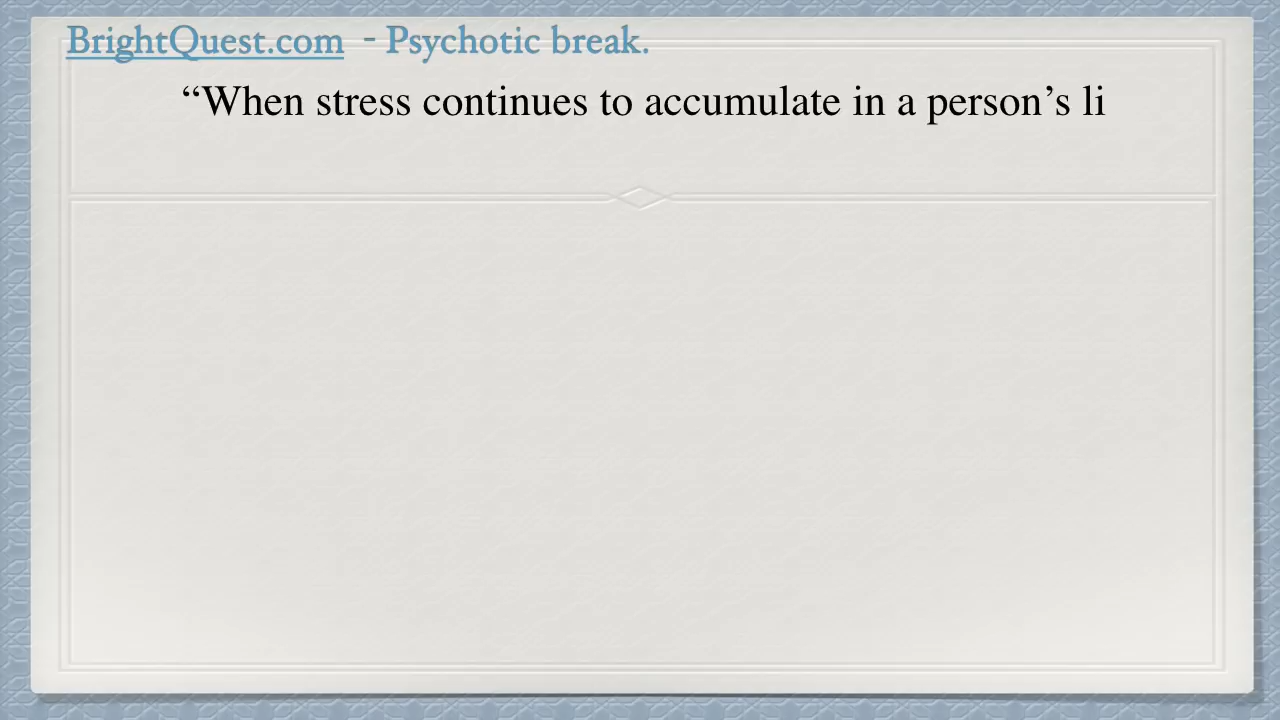 BrightQuest.com - Psychotic break.
“When stress continues to accumulate in a person’s li